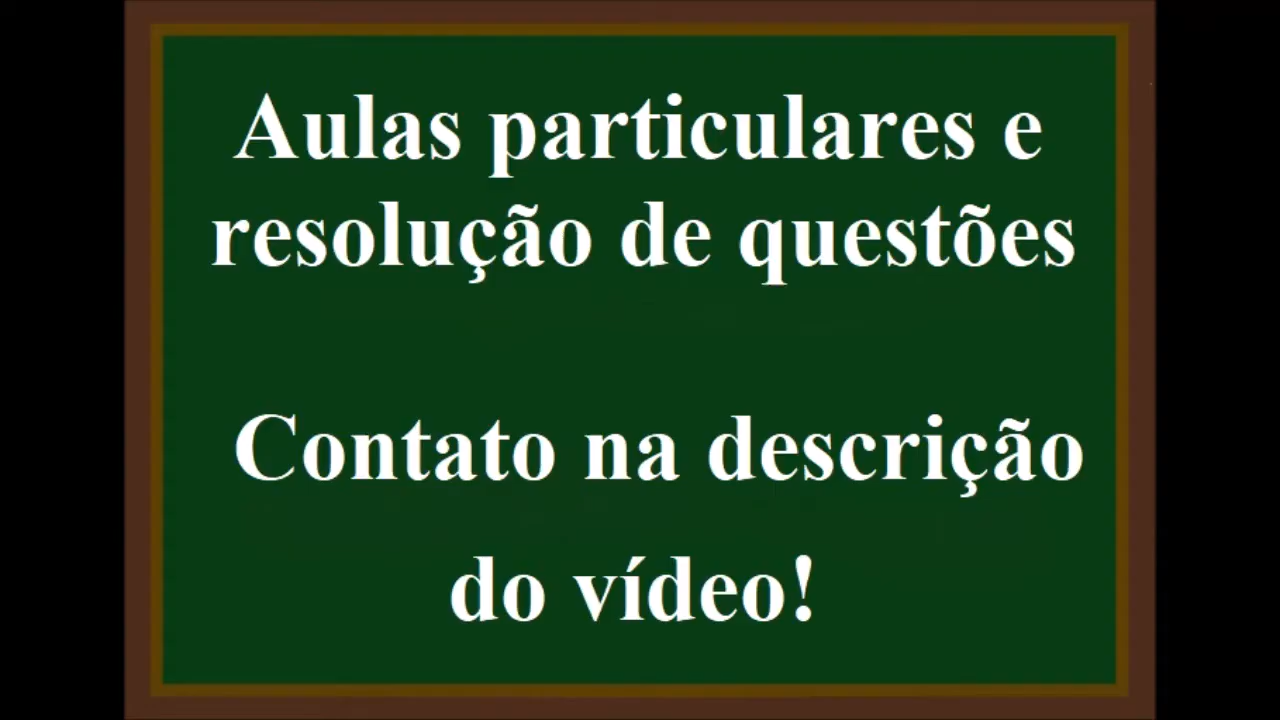 Aulas particulares e
resolução de questões
Contato na descrição
do vídeo!